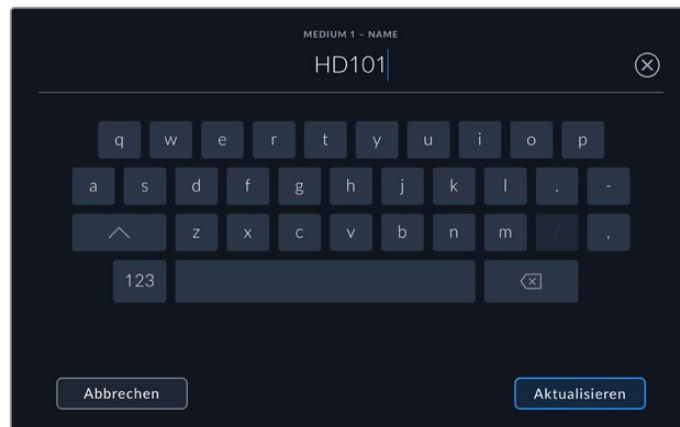 MEDIUM 1 – NAME
HD101
q w e r t y u i o p
a s d f g h j k l . -
z x c v b n m / ,
123
Abbrechen Aktualisieren